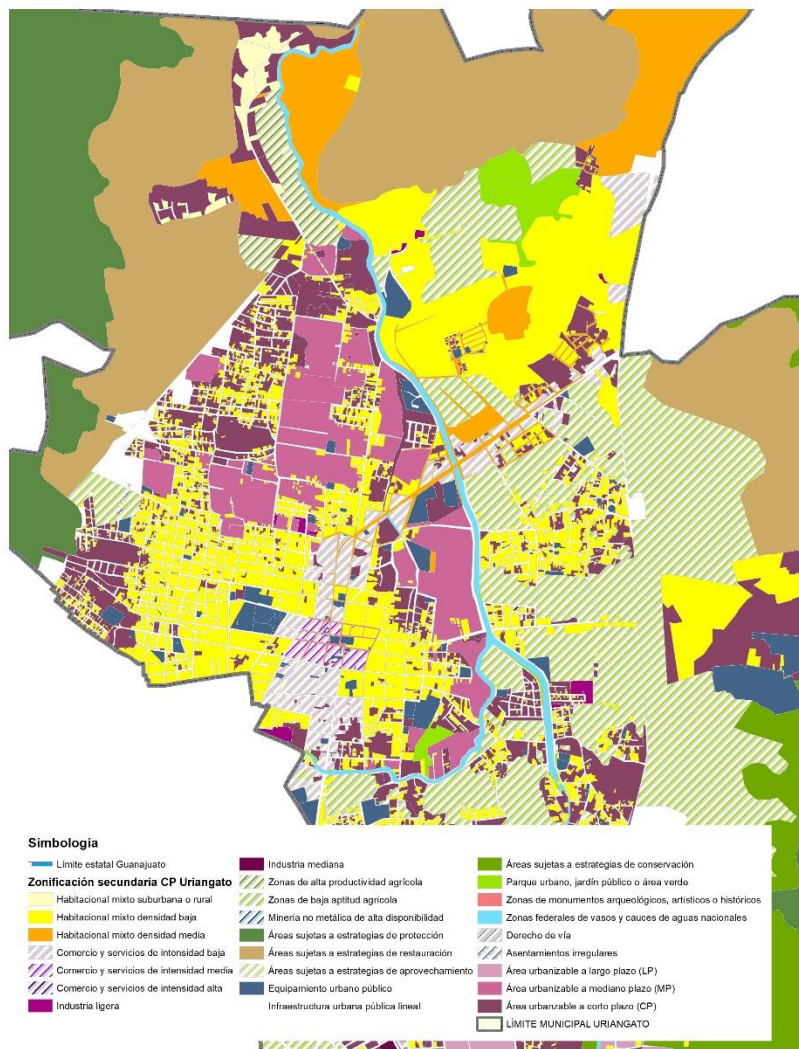 Simbología
Límite estatal Guanajuato
Zonificación secundaria CP Uriangato
Habitacional mixto suburbana o rural
Habitacional mixto densidad baja
Habitacional mixto densidad media
Comercio y servicios de intensidad baja
Comercio y servicios de intensidad media
Comercio y servicios de intensidad alta
Industria ligera
Industria mediana
Zonas de alta productividad agrícola
Zonas de baja aptitud agrícola
Minería no metálica de alta disponibilidad
Áreas sujetas a estrategias de protección
Áreas sujetas a estrategias de restauración
Áreas sujetas a estrategias de aprovechamiento
Equipamiento urbano público
Infraestructura urbana pública lineal
Áreas sujetas a estrategias de conservación
Parque urbano, jardín público o área verde
Zonas de monumentos arqueológicos, artísticos o históricos
Zonas federales de vasos y cauces de aguas nacionales
Derecho de vía
Asentamientos irregulares
Área urbanizable a largo plazo (LP)
Área urbanizable a mediano plazo (MP)
Área urbanzable a corto plazo (CP)
LÍMITE MUNICIPAL URIANGATO